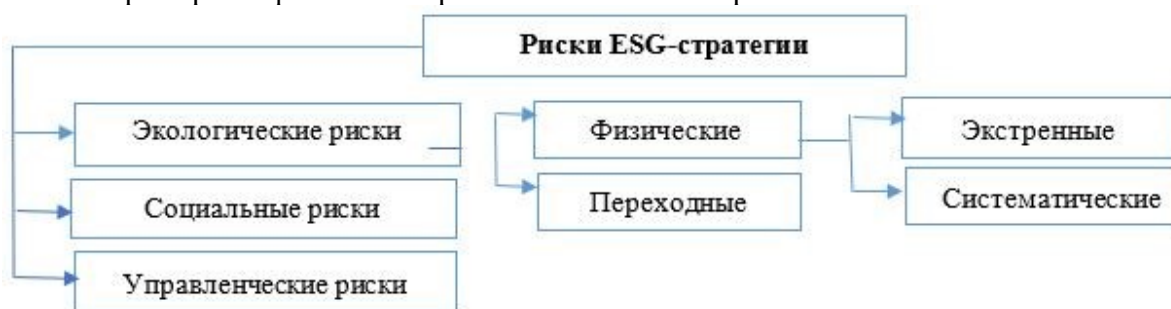 Риски ESG-стратегии
Экологические риски
Физические
Экстренные
Социальные риски
Переходные
Систематические
Управленческие риски